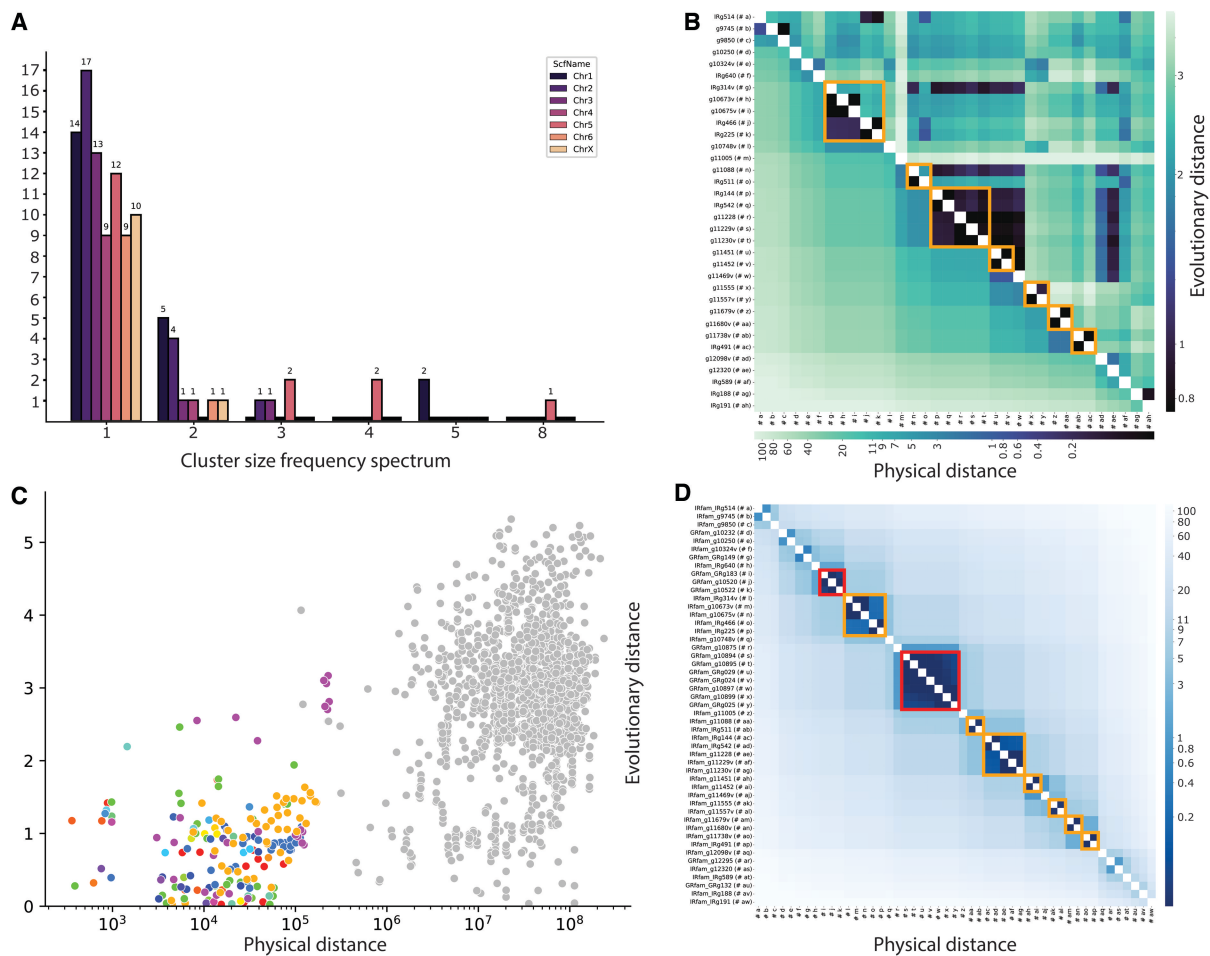 A
17
16
15
14
13
12
11
10
9
8
7
6
5
4
3
2
1
14
17
13
9
12
9
10
5
4
1
1
1
1
1
1
2
2
2
1
ScfName
Chr1
Chr2
Chr3
Chr4
Chr5
Chr6
ChrX
1
2
3
4
5
8
Cluster size frequency spectrum
B
IRg514 (# a)
g9745 (# b)
g9850 (# c)
g10250 (# d)
g10324v (# e)
IRg640 (# f)
IRg314v (# g)
g10673v (# h)
g10675v (# i)
IRg466 (# j)
IRg225 (# k)
g10748v (# l)
g11005 (# m)
g11088 (# n)
IRg511 (# o)
IRg144 (# p)
IRg542 (# q)
g11228 (# r)
g11229v (# s)
g11230v (# t)
g11451 (# u)
g11452 (# v)
g11469v (# w)
g11555 (# x)
g11557v (# y)
g11679v (# z)
g11680v (# aa)
g11738v (# ab)
IRg491 (# ac)
g12098v (# ad)
g12320 (# ae)
IRg589 (# af)
IRg188 (# ag)
IRg191 (# ah)
# a
# b
# c
# d
# e
# f
# g
# h
# i
# j
# k
# l
# m
# n
# o
# p
# q
# r
# s
# t
# u
# v
# w
# x
# y
# z
# aa
# ab
# ac
# ad
# ae
# af
# ag
# ah
100
80
60
40
20
11
9
7
5
3
1
0.8
0.6
0.4
0.2
Physical distance
3
2
1
0.8
Evolutionary distance
C
5
4
3
2
1
0
10³
10⁴
10⁵
10⁶
10⁷
10⁸
Physical distance
Evolutionary distance
D
IRfam_IRg514 (# a)
IRfam_g9745 (# b)
IRfam_g9850 (# c)
GRfam_g10232 (# d)
IRfam_g10250 (# e)
IRfam_g10324v (# f)
GRfam_GRg149 (# g)
IRfam_IRg640 (# h)
GRfam_GRg183 (# i)
GRfam_g10520 (# j)
GRfam_g10522 (# k)
IRfam_IRg314v (# l)
IRfam_g10673v (# m)
IRfam_g10675v (# n)
IRfam_IRg466 (# o)
IRfam_IRg225 (# p)
IRfam_g10748v (# q)
GRfam_g10875 (# r)
GRfam_g10894 (# s)
GRfam_g10895 (# t)
GRfam_GRg029 (# u)
GRfam_GRg024 (# v)
GRfam_g10897 (# w)
GRfam_g10899 (# x)
GRfam_GRg025 (# y)
IRfam_g11005 (# z)
IRfam_g11088 (# aa)
IRfam_IRg511 (# ab)
IRfam_IRg144 (# ac)
IRfam_IRg542 (# ad)
IRfam_g11228 (# ae)
IRfam_g11229v (# af)
IRfam_g11230v (# ag)
IRfam_g11451 (# ah)
IRfam_g11452 (# ai)
IRfam_g11469v (# aj)
IRfam_g11555 (# ak)
IRfam_g11557v (# al)
IRfam_g11679v (# am)
IRfam_g11680v (# an)
IRfam_g11738v (# ao)
IRfam_IRg491 (# ap)
IRfam_g12098v (# aq)
GRfam_g12295 (# ar)
IRfam_g12320 (# as)
IRfam_IRg589 (# at)
GRfam_GRg132 (# au)
IRfam_IRg188 (# av)
IRfam_IRg191 (# aw)
100
80
60
40
20
11
9
7
5
3
1
0.8
0.6
0.4
0.2
Physical distance